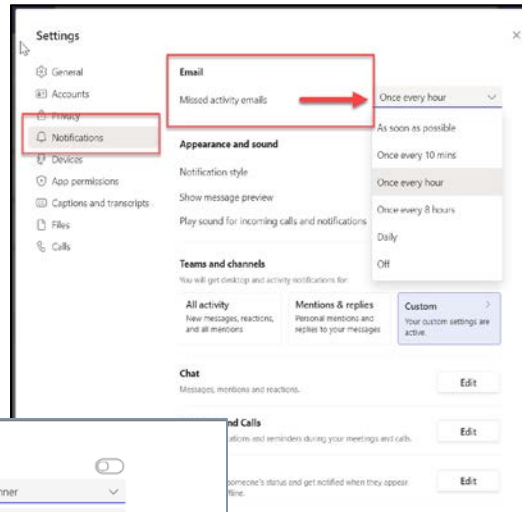 Settings
General
Accounts
Privacy
Notifications
Devices
App permissions
Captions and transcripts
Files
Calls
Email
Missed activity emails
Once every hour
As soon as possible
Once every 10 mins
Once every hour
Once every 8 hours
Daily
Off
Appearance and sound
Notification style
Show message preview
Play sound for incoming calls and notifications
Teams and channels
You will get desktop and activity notifications for:
All activity
New messages, reactions,
and all mentions
Mentions & replies
Personal mentions and
replies to your messages
Custom
Your custom settings are
active.
Chat
Messages, mentions and reactions.
Edit
nd Calls
ations and reminders during your meetings and calls.
Edit
omeone's status and get notified when they appear
ffline.
Edit
nner